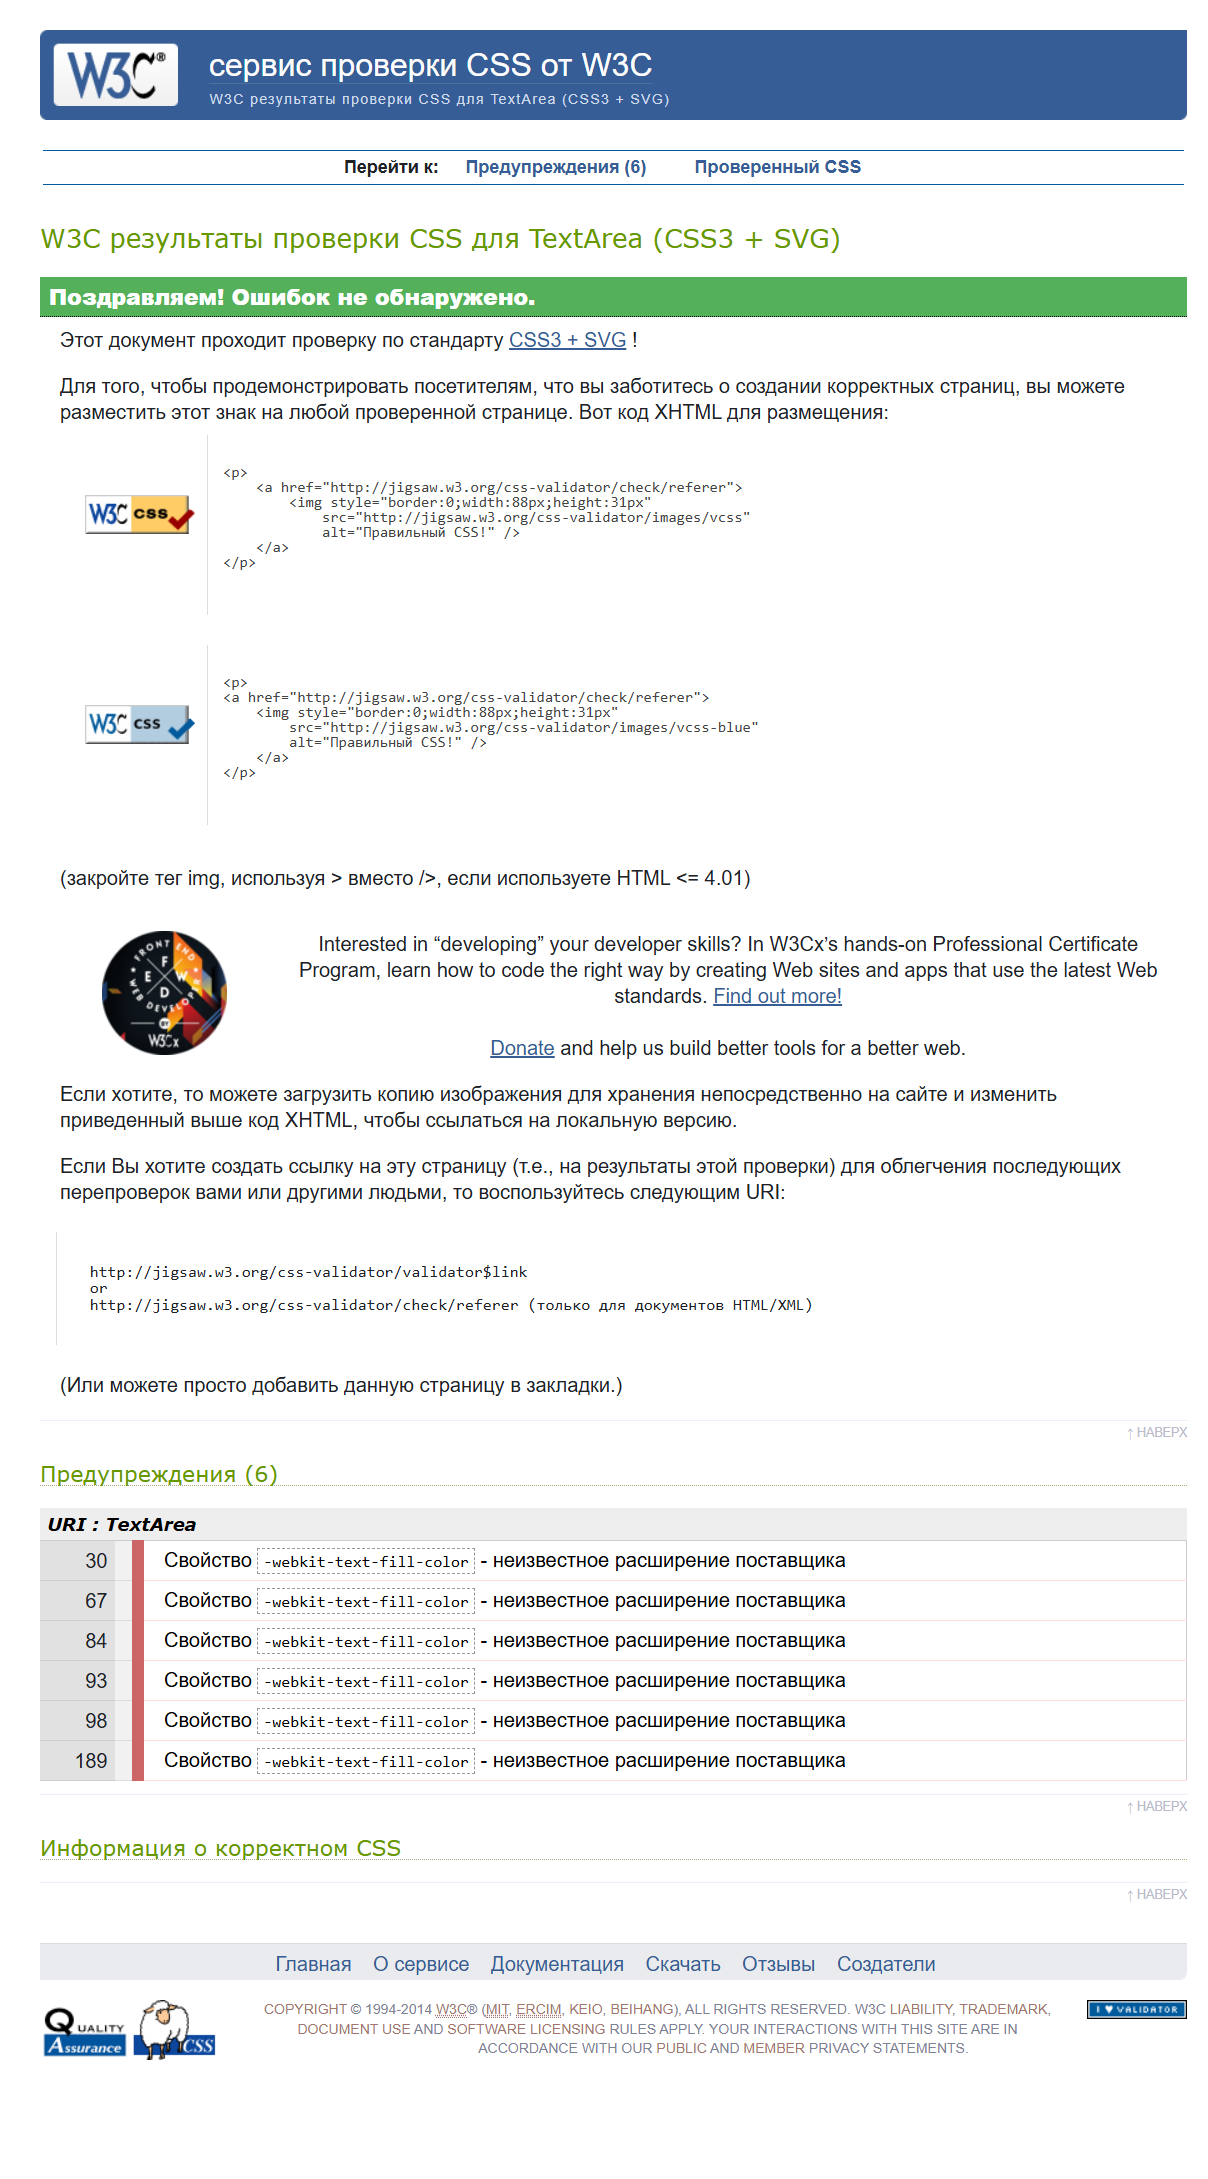 W3C®
сервис проверки CSS от W3C
W3C результаты проверки CSS для TextArea (CSS3 + SVG)
Перейти к: Предупреждения (6) Проверенный CSS
W3C результаты проверки CSS для TextArea (CSS3 + SVG)
Поздравляем! Ошибок не обнаружено.
Этот документ проходит проверку по стандарту CSS3 + SVG !
Для того, чтобы продемонстрировать посетителям, что вы заботитесь о создании корректных страниц, вы можете
разместить этот знак на любой проверенной странице. Вот код XHTML для размещения:
W3C css
<p>
<a href="http://jigsaw.w3.org/css-validator/check/referer">
<img style="border:0;width:88px;height:31px"
src="http://jigsaw.w3.org/css-validator/images/vcss"
alt="Правильный CSS!" />
</a>
</p>
W3C css
<p>
<a href="http://jigsaw.w3.org/css-validator/check/referer">
<img style="border:0;width:88px;height:31px"
src="http://jigsaw.w3.org/css-validator/images/vcss-blue"
alt="Правильный CSS!" />
</a>
</p>
(закройте тег img, используя > вместо />, если используете HTML <= 4.01)
FRONT END
F E W D
WEB DEVELOPER
BY
W3Cx
Interested in “developing” your developer skills? In W3Cx’s hands-on Professional Certificate
Program, learn how to code the right way by creating Web sites and apps that use the latest Web
standards. Find out more!
Donate and help us build better tools for a better web.
Если хотите, то можете загрузить копию изображения для хранения непосредственно на сайте и изменить
приведенный выше код XHTML, чтобы ссылаться на локальную версию.
Если Вы хотите создать ссылку на эту страницу (т.е., на результаты этой проверки) для облегчения последующих
перепроверок вами или другими людьми, то воспользуйтесь следующим URI:
http://jigsaw.w3.org/css-validator/validator$link
or
http://jigsaw.w3.org/css-validator/check/referer (только для документов HTML/XML)
(Или можете просто добавить данную страницу в закладки.)
↑ НАВЕРХ
Предупреждения (6)
URI : TextArea
30 Свойство -webkit-text-fill-color - неизвестное расширение поставщика
67 Свойство -webkit-text-fill-color - неизвестное расширение поставщика
84 Свойство -webkit-text-fill-color - неизвестное расширение поставщика
93 Свойство -webkit-text-fill-color - неизвестное расширение поставщика
98 Свойство -webkit-text-fill-color - неизвестное расширение поставщика
189 Свойство -webkit-text-fill-color - неизвестное расширение поставщика
↑ НАВЕРХ
Информация о корректном CSS
↑ НАВЕРХ
Главная О сервисе Документация Скачать Отзывы Создатели
QUALITY
Assurance
CSS
COPYRIGHT © 1994-2014 W3C® (MIT, ERCIM, KEIO, BEIHANG), ALL RIGHTS RESERVED. W3C LIABILITY, TRADEMARK,
DOCUMENT USE AND SOFTWARE LICENSING RULES APPLY. YOUR INTERACTIONS WITH THIS SITE ARE IN
ACCORDANCE WITH OUR PUBLIC AND MEMBER PRIVACY STATEMENTS.
I ♥ VALIDATOR